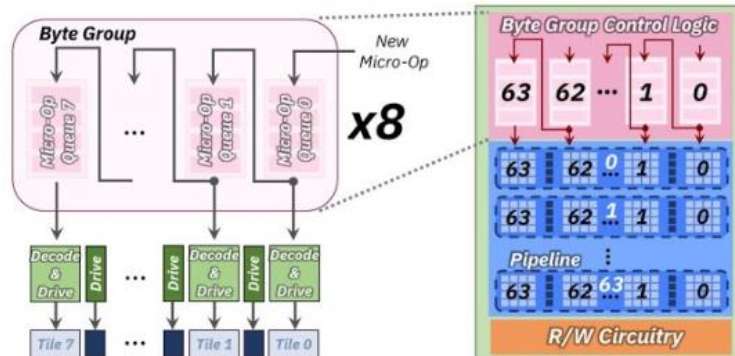 Byte Group
New
Micro-Op
Micro-Op
Queue 7
...
Micro-Op
Queue 1
Micro-Op
Queue 0
x8
Decode
&
Drive
Drive
...
Drive
Decode
&
Drive
Drive
Decode
&
Drive
Tile 7
...
Tile 1
Tile 0
Byte Group Control Logic
63 62 ... 1 0
63 62 0 ... 1 0
63 62 1 ... 1 0
Pipeline
63 62 63 ... 1 0
R/W Circuitry